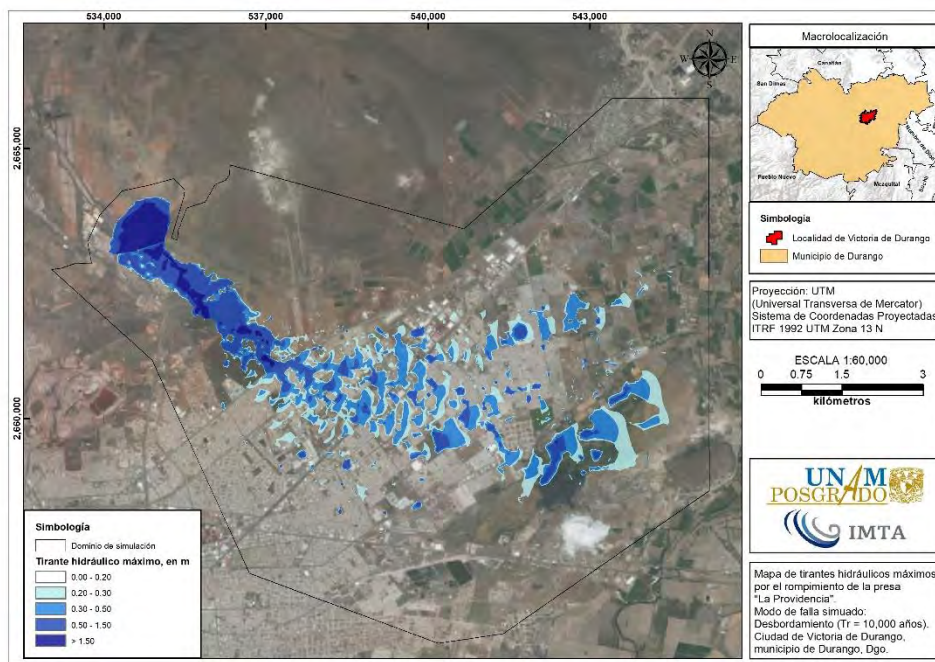 534,000
537,000
540,000
543,000
2,665,000
2,660,000
N
W
E
S
Simbología
Dominio de simulación
Tirante hidráulico máximo, en m
0.00 - 0.20
0.20 - 0.30
0.30 - 0.50
0.50 - 1.50
> 1.50
Macrolocalización
Canatlán
San Dimas
Pueblo Nuevo
Mezquital
Simbología
Localidad de Victoria de Durango
Municipio de Durango
Proyección: UTM
(Universal Transversa de Mercator)
Sistema de Coordenadas Proyectadas
ITRF 1992 UTM Zona 13 N
ESCALA 1:60,000
0 0.75 1.5 3
kilómetros
UNAM
POSGRADO
IMTA
Mapa de tirantes hidráulicos máximos
por el rompimiento de la presa
"La Providencia".
Modo de falla simuado:
Desbordamiento (Tr = 10,000 años).
Ciudad de Victoria de Durango,
municipio de Durango, Dgo.